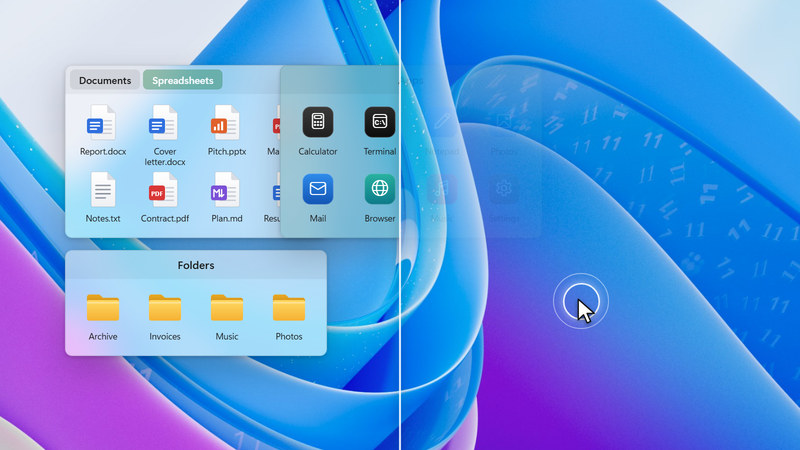 Documents
Spreadsheets
Report.docx
Cover
letter.docx
Pitch.pptx
Calculator
Terminal
Notes.txt
Contract.pdf
Plan.md
Mail
Browser
PDF
C:\
Folders
Archive
Invoices
Music
Photos